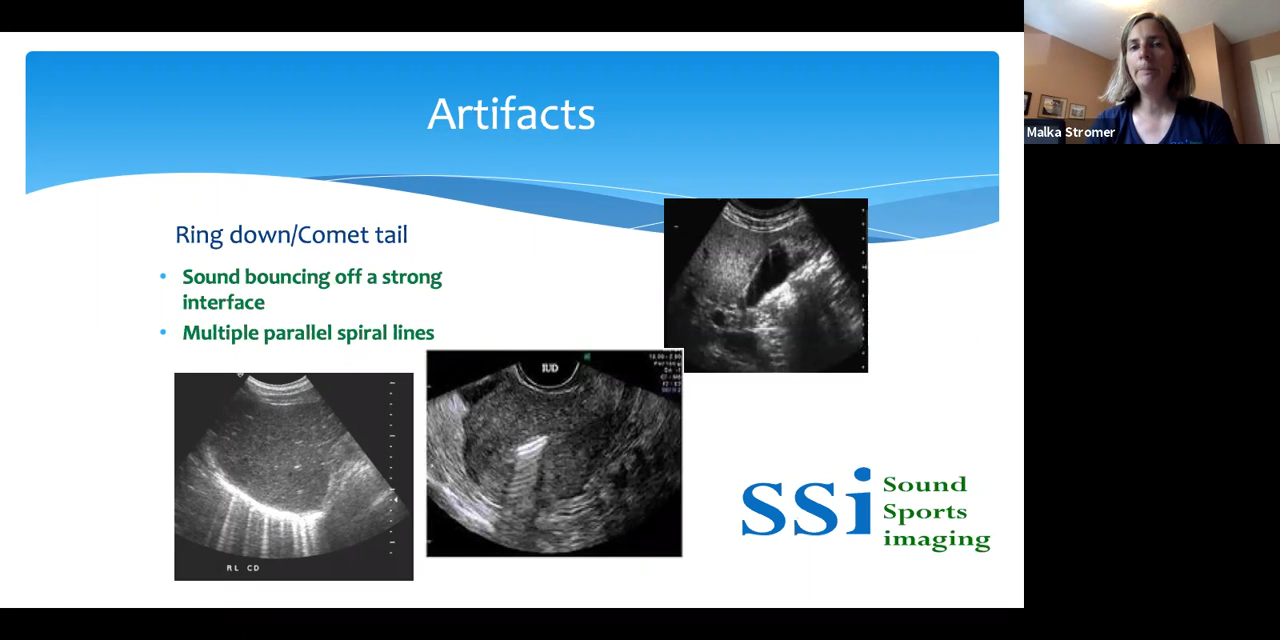 Artifacts
Malka Stromer
Ring down/Comet tail
• Sound bouncing off a strong
interface
• Multiple parallel spiral lines
IUD
RL CD
ssi
Sound
Sports
imaging